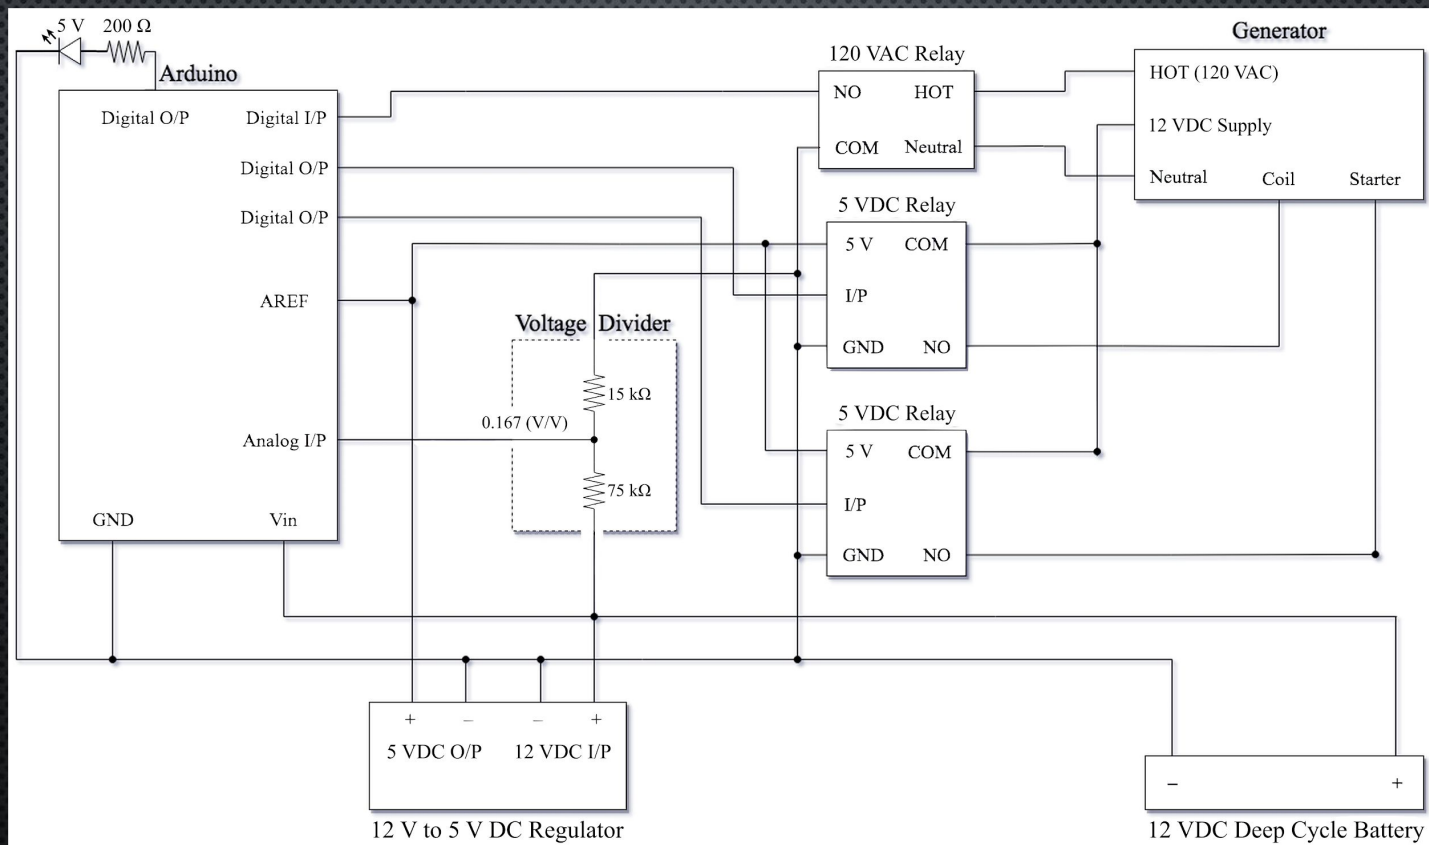 5 V 200 Ω
Arduino
Digital O/P Digital I/P
Digital O/P
Digital O/P
AREF
Analog I/P
GND Vin
Voltage Divider
15 kΩ
0.167 (V/V)
75 kΩ
120 VAC Relay
NO HOT
COM Neutral
5 VDC Relay
5 V COM
I/P
GND NO
5 VDC Relay
5 V COM
I/P
GND NO
Generator
HOT (120 VAC)
12 VDC Supply
Neutral Coil Starter
+ – – +
5 VDC O/P 12 VDC I/P
12 V to 5 V DC Regulator
– +
12 VDC Deep Cycle Battery